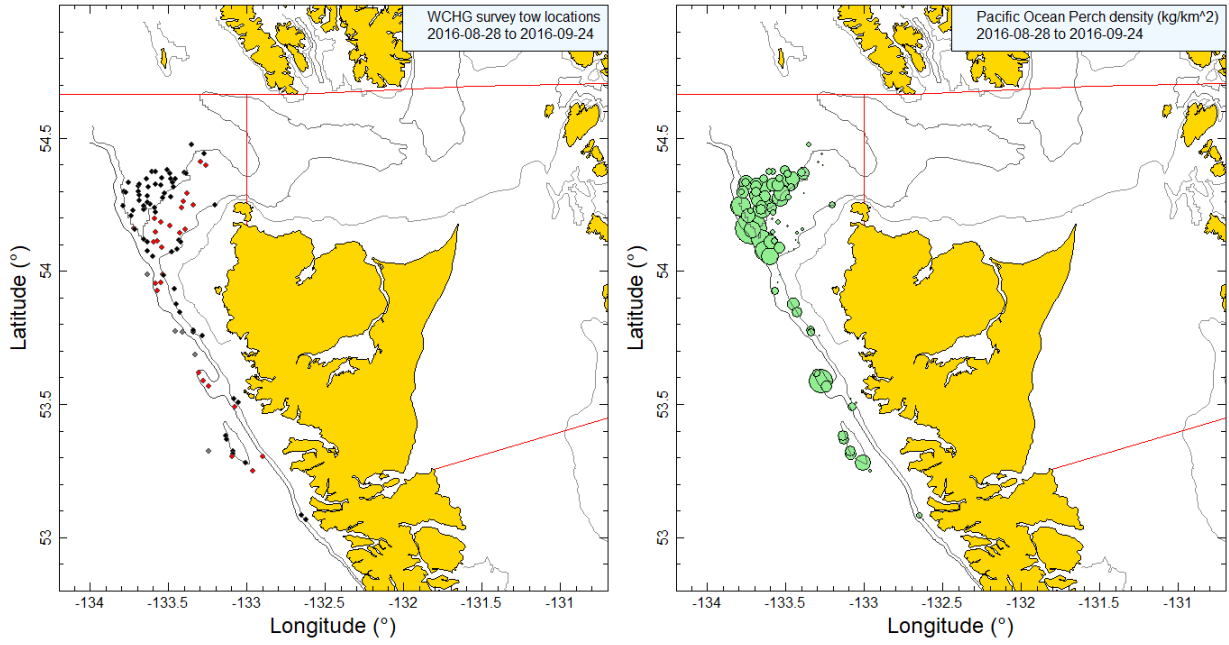 WCHG survey tow locations
2016-08-28 to 2016-09-24
54.5
54
53.5
53
Latitude (°)
-134
-133.5
-133
-132.5
-132
-131.5
-131
Longitude (°)
Pacific Ocean Perch density (kg/km^2)
2016-08-28 to 2016-09-24
54.5
54
53.5
53
Latitude (°)
-134
-133.5
-133
-132.5
-132
-131.5
-131
Longitude (°)